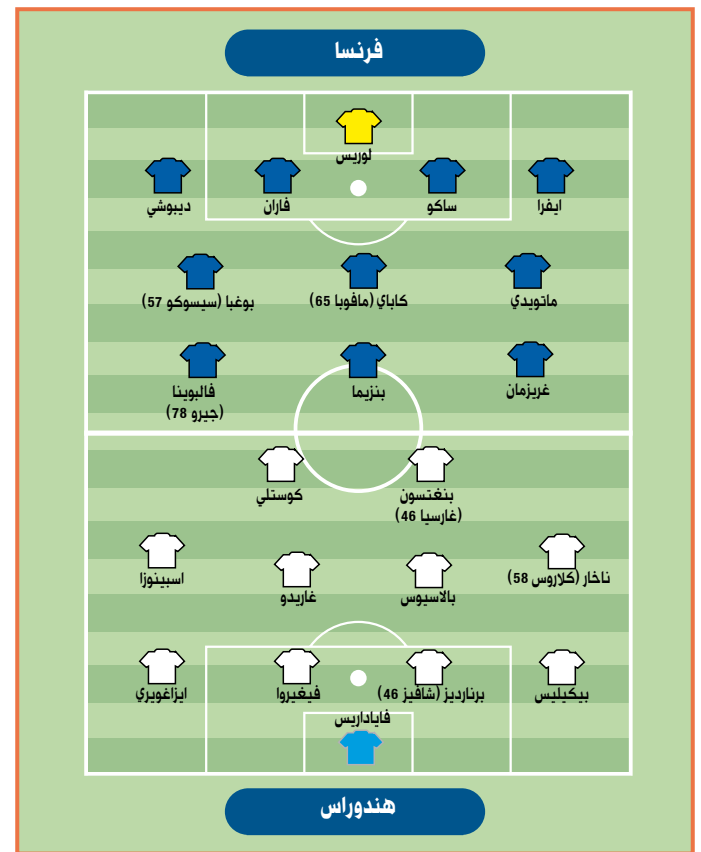 فرنسا
لوريس
ايفرا
ساكو
فاران
ديبوشي
ماتويدي
كاباي (مافوبا 65)
بوغبا (سيسوكو 57)
غريزمان
بنزيما
فالبوينا
(جيرو 78)
بنغتسون
(غارسيا 46)
كوستلي
ناخار (كلاروس 58)
بالاسيوس
غاريدو
اسبينوزا
بيكيليس
برنارديز (شافيز 46)
فيغيروا
ايزاغويري
فاياداريس
هندوراس